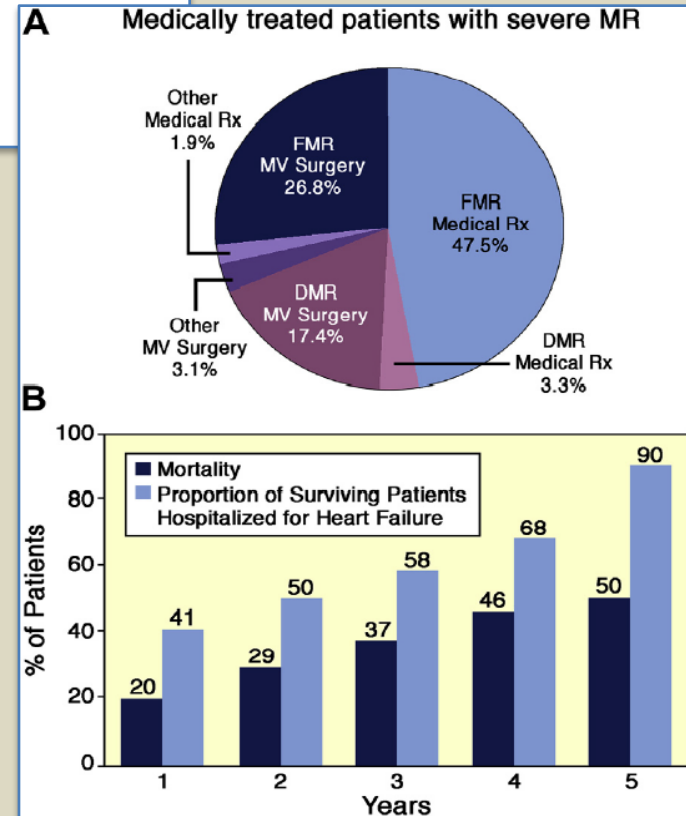 A
Medically treated patients with severe MR
Other
Medical Rx
1.9%
FMR
MV Surgery
26.8%
FMR
Medical Rx
47.5%
DMR
MV Surgery
17.4%
Other
MV Surgery
3.1%
DMR
Medical Rx
3.3%
B
% of Patients
100
80
60
40
20
0
Mortality
Proportion of Surviving Patients
Hospitalized for Heart Failure
20
41
29
50
37
58
46
68
50
90
1 2 3 4 5
Years